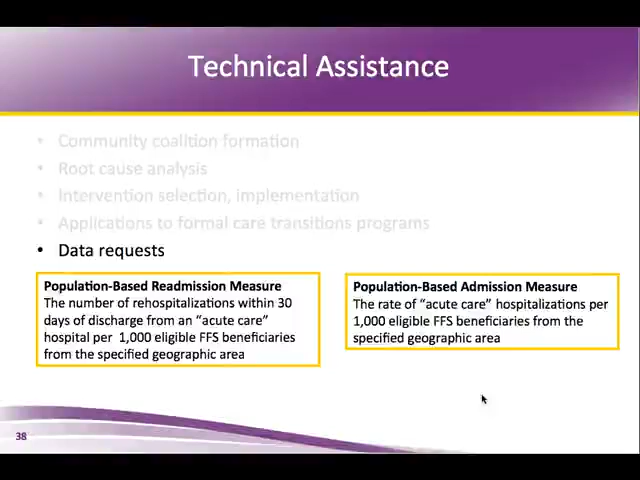 Technical Assistance
• Community coalition formation
• Root cause analysis
• Intervention selection, implementation
• Applications to formal care transitions programs
• Data requests
Population-Based Readmission Measure
The number of rehospitalizations within 30
days of discharge from an “acute care”
hospital per 1,000 eligible FFS beneficiaries
from the specified geographic area
Population-Based Admission Measure
The rate of “acute care” hospitalizations per
1,000 eligible FFS beneficiaries from the
specified geographic area
38